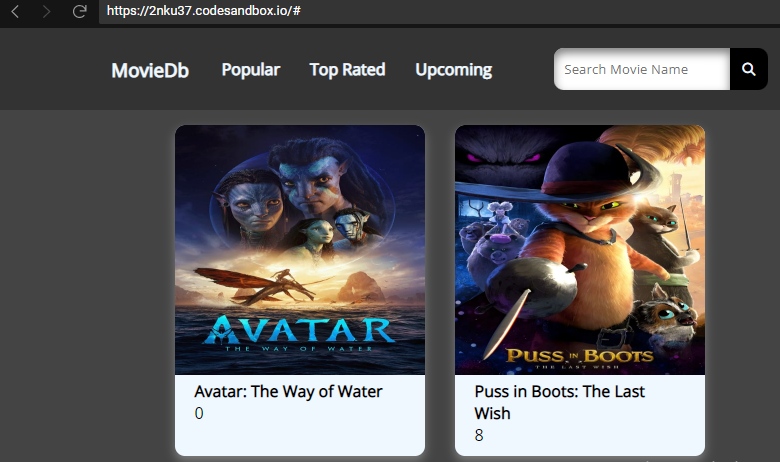 https://2nku37.codesandbox.io/#
MovieDb Popular Top Rated Upcoming Search Movie Name
AVATAR
THE WAY OF WATER
PUSS IN BOOTS
THE LAST WISH
Avatar: The Way of Water
0
Puss in Boots: The Last
Wish
8